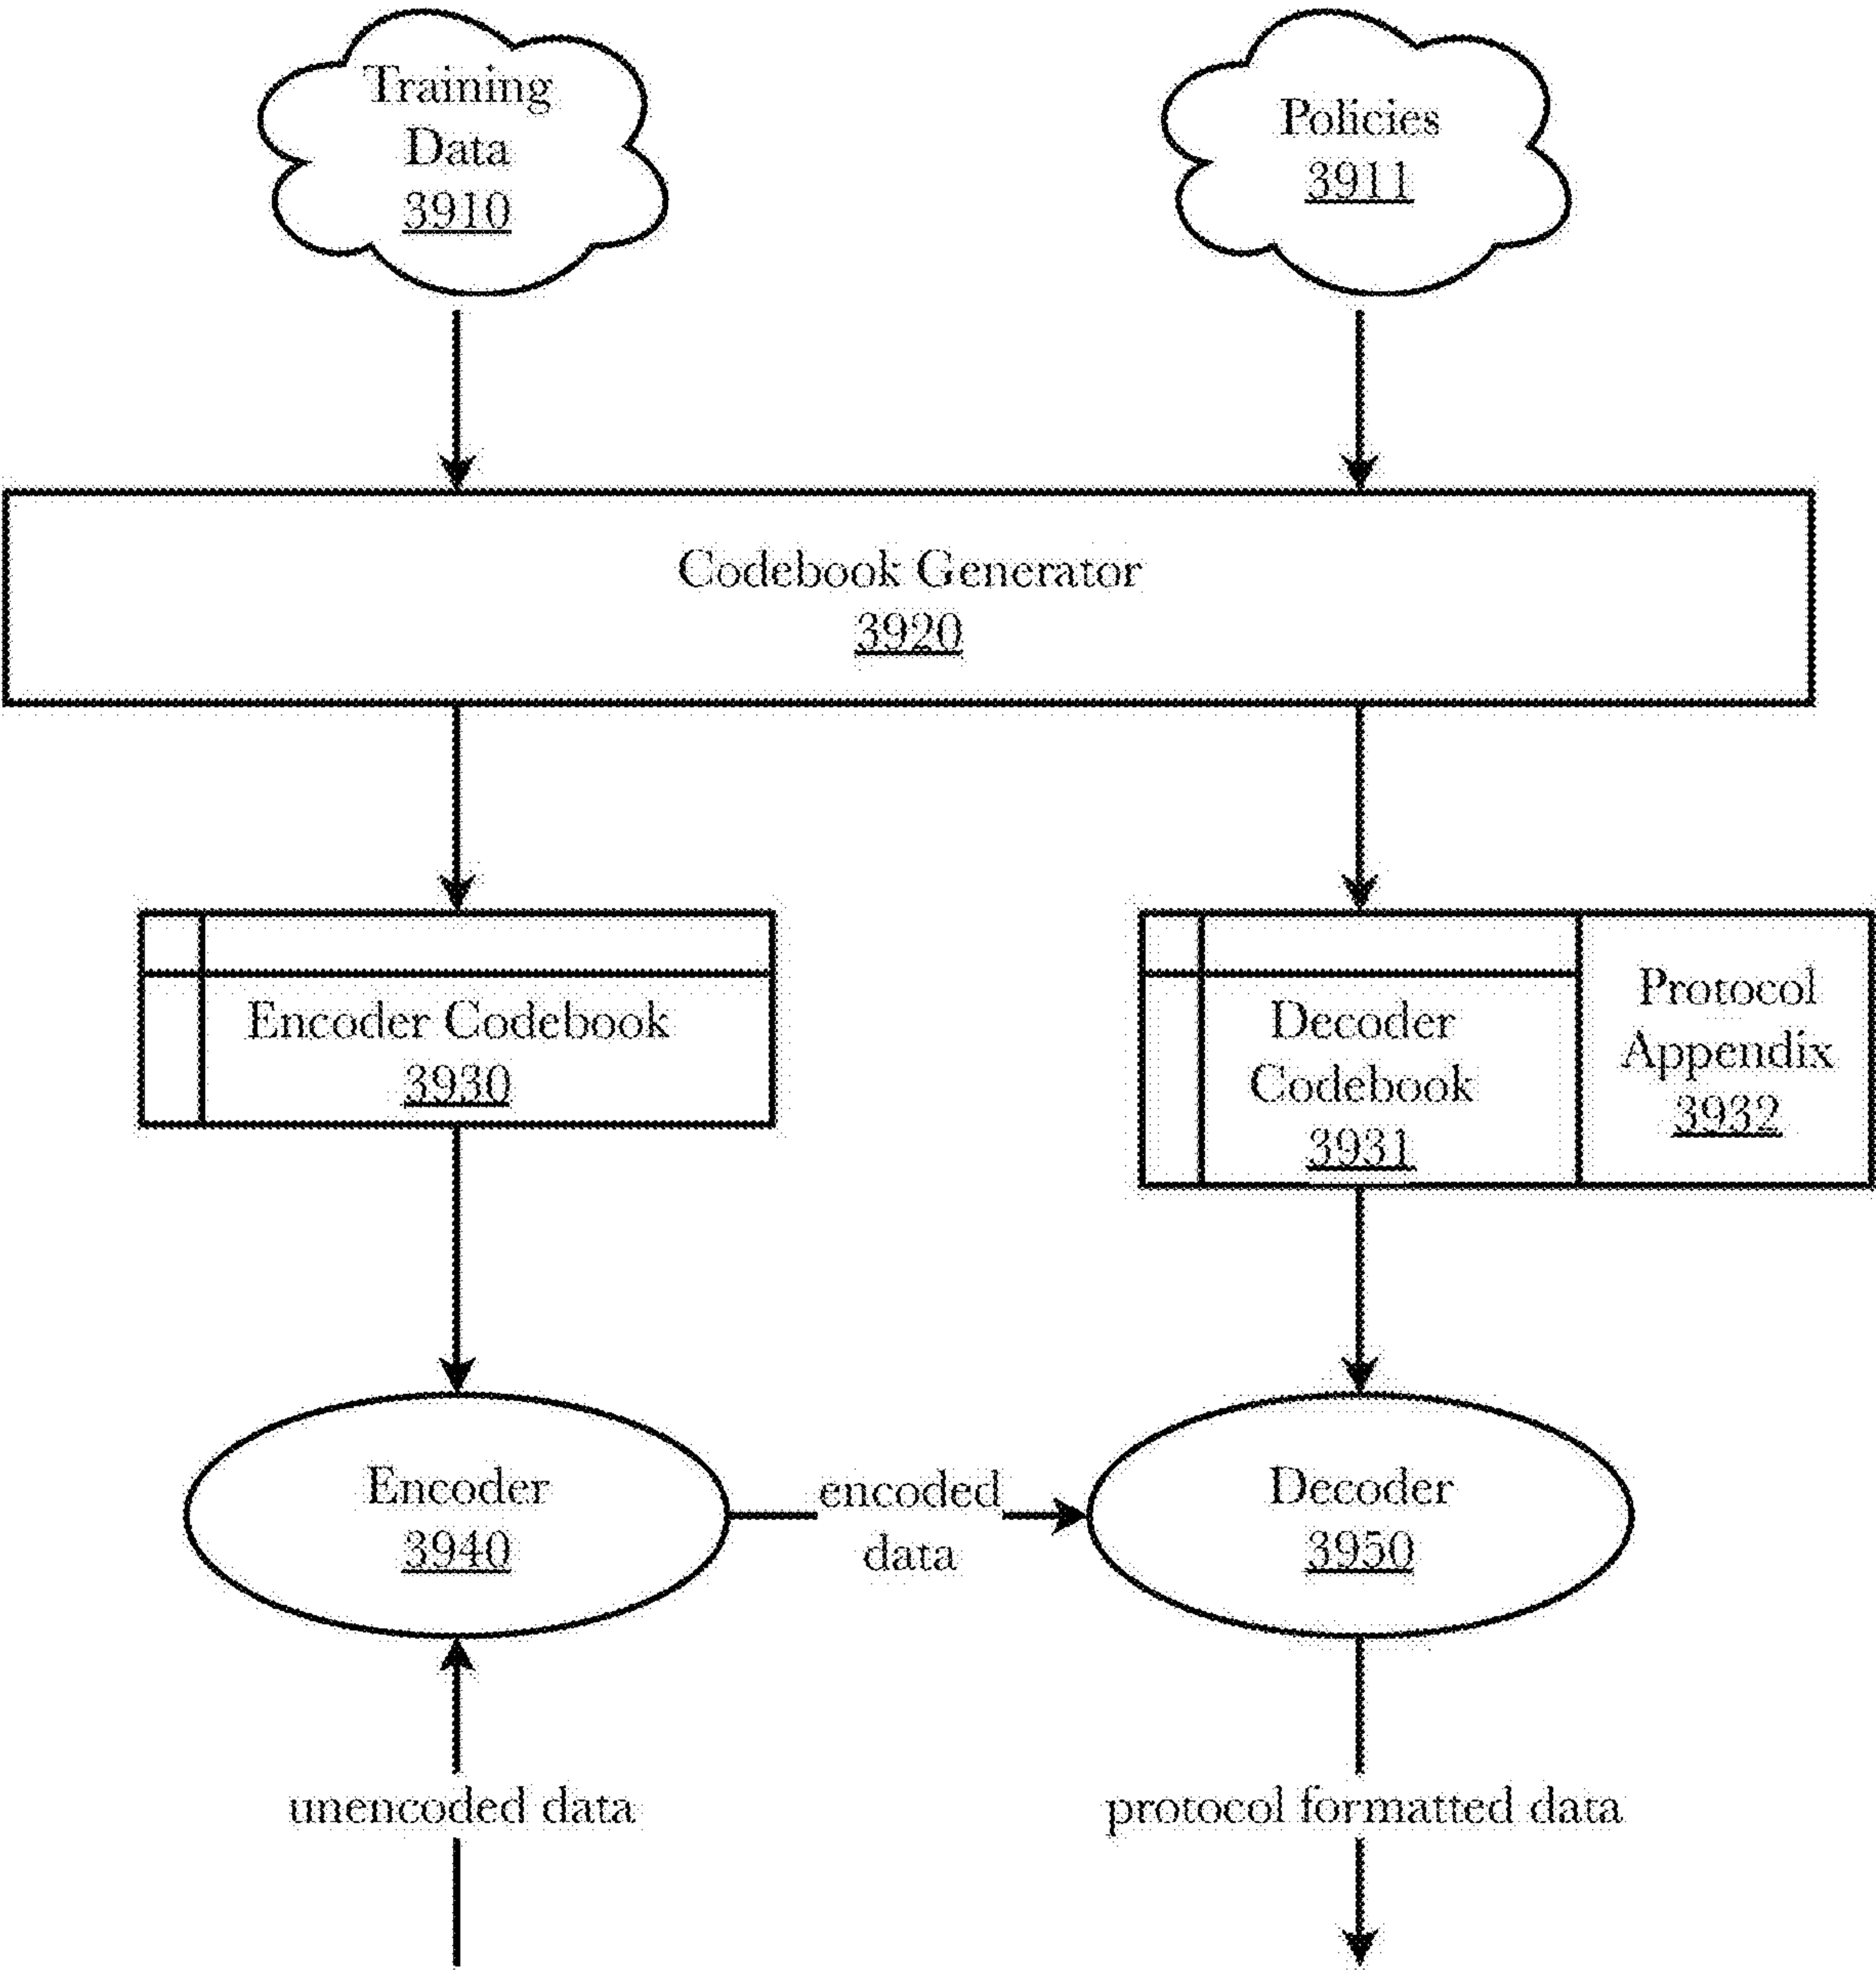 Training
Data
3910
Policies
3911
Codebook Generator
3920
Encoder Codebook
3930
Decoder
Codebook
3931
Protocol
Appendix
3932
Encoder
3940
encoded
data
Decoder
3950
unencoded data
protocol formatted data